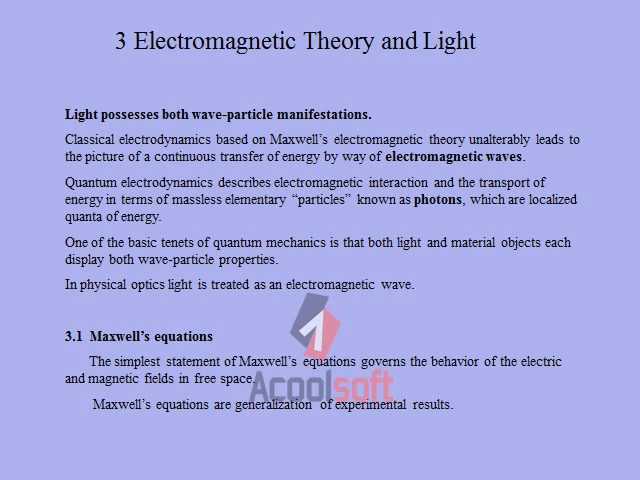 3 Electromagnetic Theory and Light
Light possesses both wave-particle manifestations.
Classical electrodynamics based on Maxwell’s electromagnetic theory unalterably leads to
the picture of a continuous transfer of energy by way of electromagnetic waves.
Quantum electrodynamics describes electromagnetic interaction and the transport of
energy in terms of massless elementary “particles” known as photons, which are localized
quanta of energy.
One of the basic tenets of quantum mechanics is that both light and material objects each
display both wave-particle properties.
In physical optics light is treated as an electromagnetic wave.
3.1 Maxwell’s equations
The simplest statement of Maxwell’s equations governs the behavior of the electric
and magnetic fields in free space.
Acoolsoft
Maxwell’s equations are generalization of experimental results.